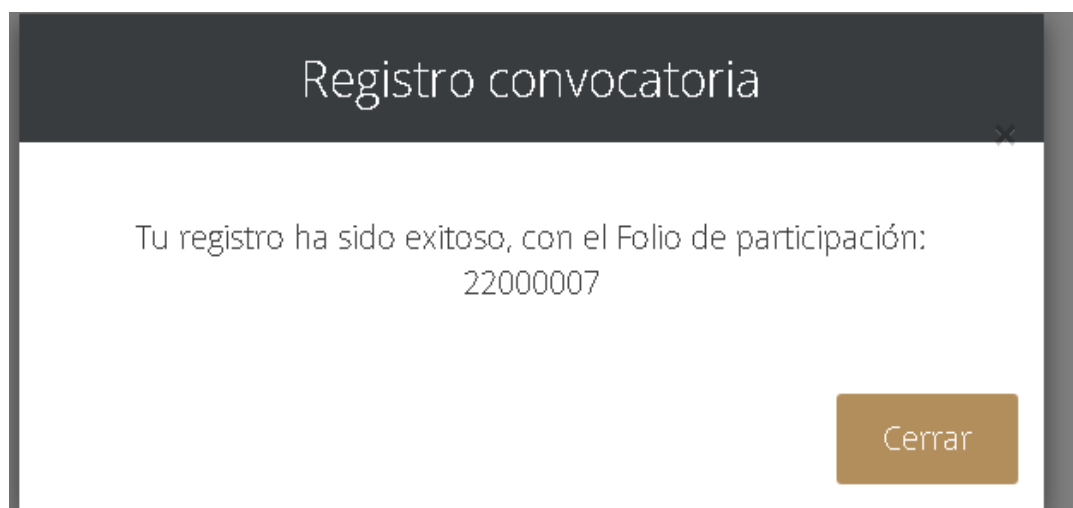 Registro convocatoria
×
Tu registro ha sido exitoso, con el Folio de participación:
22000007
Cerrar